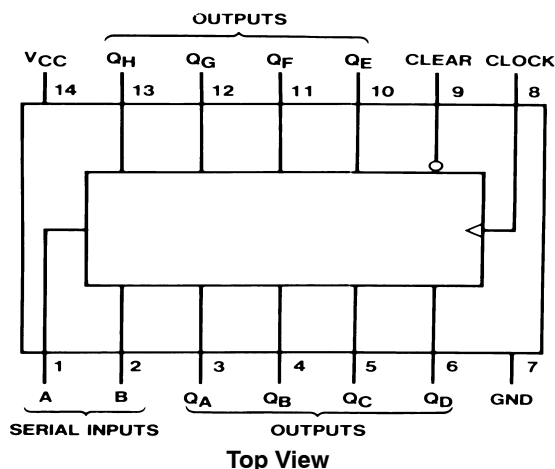 OUTPUTS
VCC QH QG QF QE CLEAR CLOCK
14 13 12 11 10 9 8
1 2 3 4 5 6 7
A B QA QB QC QD GND
SERIAL INPUTS OUTPUTS
Top View